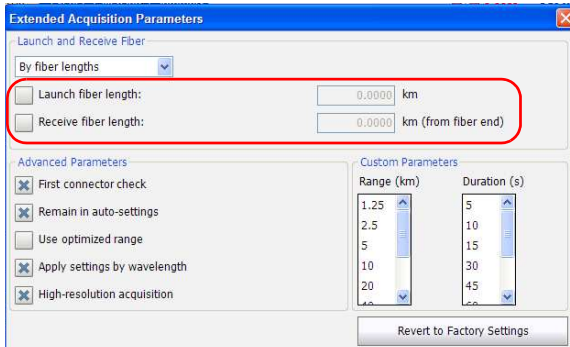 Extended Acquisition Parameters
Launch and Receive Fiber
By fiber lengths
Launch fiber length: 0.0000 km
Receive fiber length: 0.0000 km (from fiber end)
Advanced Parameters
First connector check
Remain in auto-settings
Use optimized range
Apply settings by wavelength
High-resolution acquisition
Custom Parameters
Range (km) Duration (s)
1.25 5
2.5 10
5 15
10 30
20 45
Revert to Factory Settings